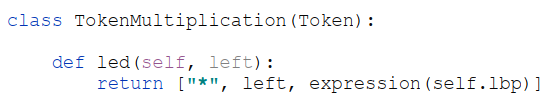 class TokenMultiplication(Token):
    def led(self, left):
        return ["*", left, expression(self.lbp)]